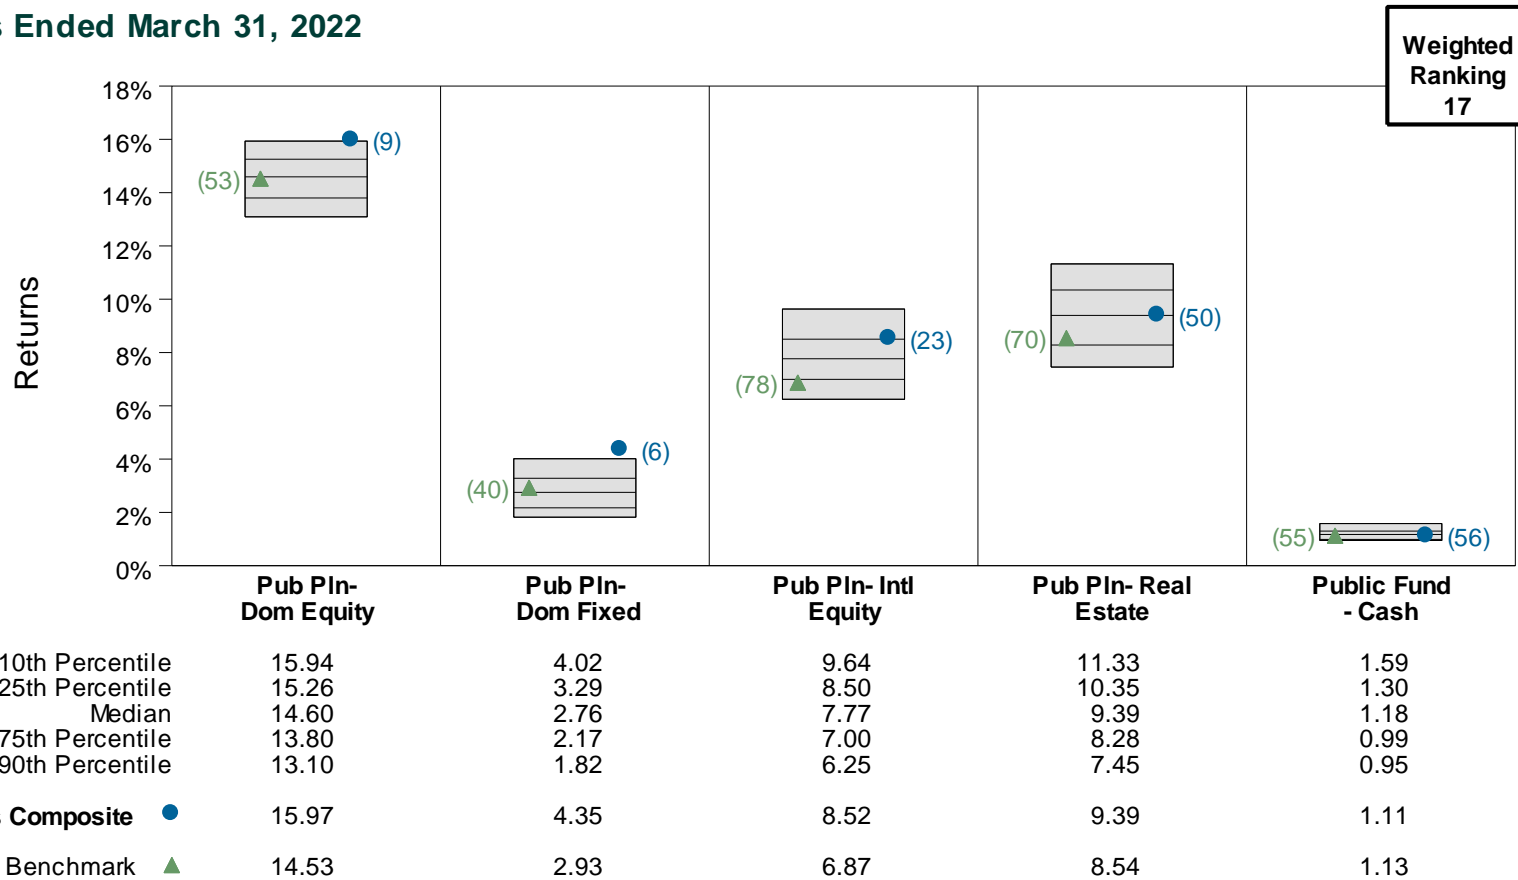 s Ended March 31, 2022
Weighted
Ranking
17
Returns
18%
16%
14%
12%
10%
8%
6%
4%
2%
0%
(53)
(9)
(40)
(6)
(78)
(23)
(70)
(50)
(55)
(56)
Pub Pln- Dom Equity
Pub Pln- Dom Fixed
Pub Pln- Intl Equity
Pub Pln- Real Estate
Public Fund - Cash
10th Percentile 15.94 4.02 9.64 11.33 1.59
25th Percentile 15.26 3.29 8.50 10.35 1.30
Median 14.60 2.76 7.77 9.39 1.18
75th Percentile 13.80 2.17 7.00 8.28 0.99
90th Percentile 13.10 1.82 6.25 7.45 0.95
Composite 15.97 4.35 8.52 9.39 1.11
Benchmark 14.53 2.93 6.87 8.54 1.13